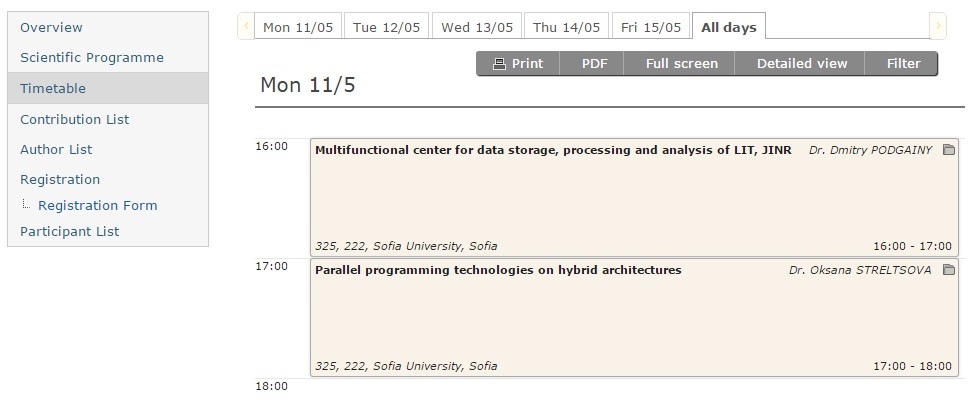 Overview
Scientific Programme
Timetable
Contribution List
Author List
Registration
Registration Form
Participant List
Mon 11/05 Tue 12/05 Wed 13/05 Thu 14/05 Fri 15/05 All days
Print PDF Full screen Detailed view Filter
Mon 11/5
16:00
Multifunctional center for data storage, processing and analysis of LIT, JINR Dr. Dmitry PODGAINY
325, 222, Sofia University, Sofia 16:00 - 17:00
17:00
Parallel programming technologies on hybrid architectures Dr. Oksana STRELTSOVA
325, 222, Sofia University, Sofia 17:00 - 18:00
18:00